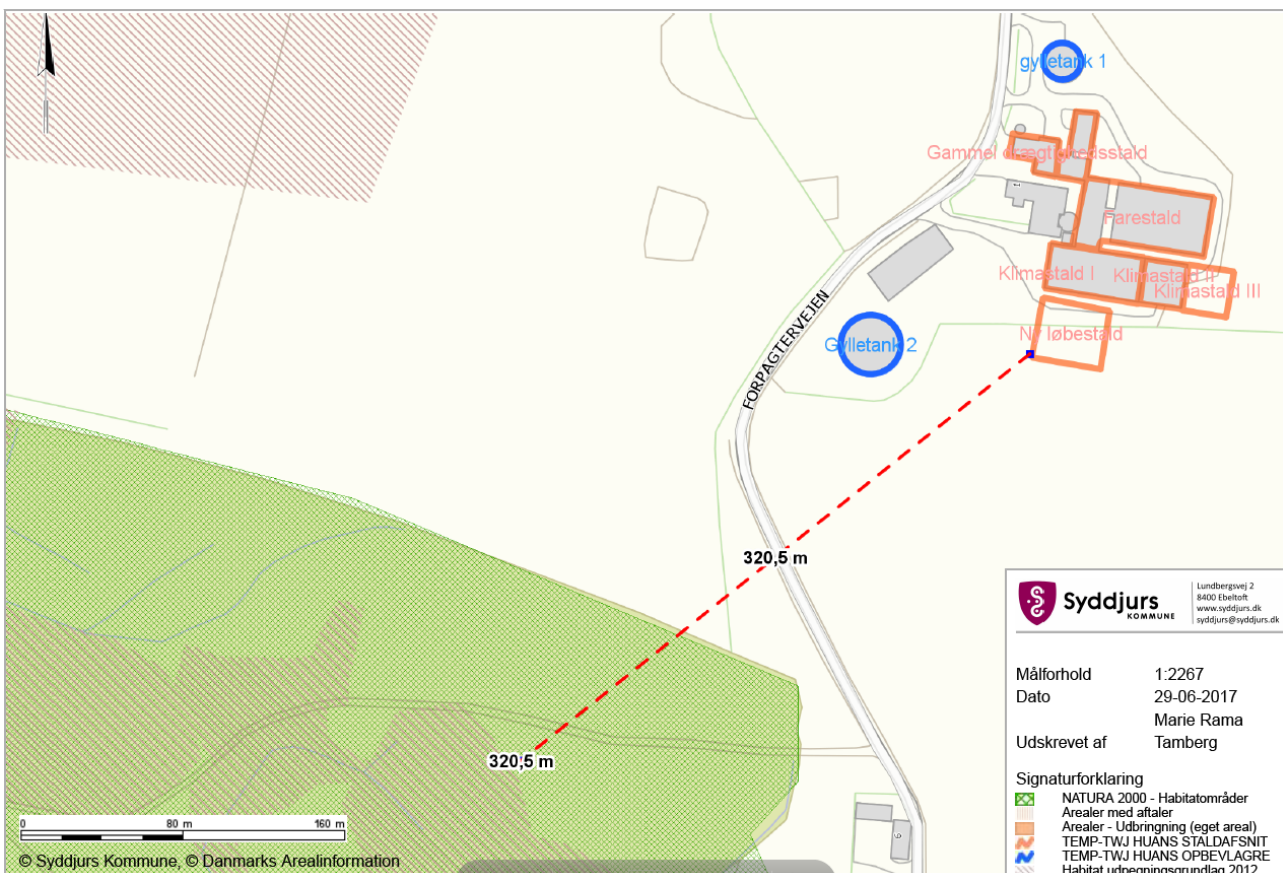 gylletank 1
Gammel drægtighedsstald
Farestald
Klimastald I
Klimastald II
Klimastald III
Ny løbestald
Gylletank 2
FORPAGTERVEJEN
320,5 m
320,5 m
0 80 m 160 m
© Syddjurs Kommune, © Danmarks Arealinformation
Syddjurs
KOMMUNE
Lundbergsvej 2
8400 Ebeltoft
www.syddjurs.dk
syddjurs@syddjurs.dk
Målforhold 1:2267
Dato 29-06-2017
Marie Rama
Udskrevet af Tamberg
Signaturforklaring
NATURA 2000 - Habitatområder
Arealer med aftaler
Arealer - Udbringning (eget areal)
TEMP-TWJ HUANS STALDAFSNIT
TEMP-TWJ HUANS OPBEVLAGRE
Habitat udpegningsgrundlag 2012